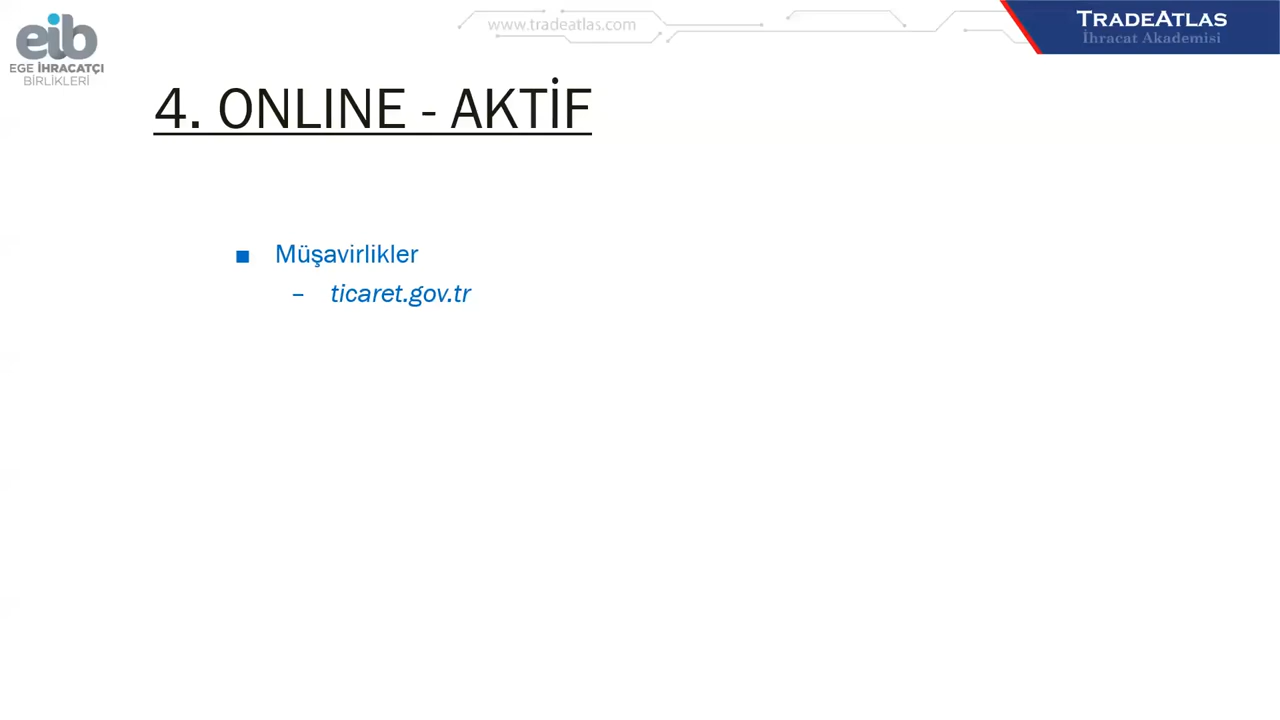 eib
EGE İHRACATÇI
BİRLİKLERİ
www.tradeatlas.com
TRADEATLAS
İhracat Akademisi
4. ONLINE - AKTİF
■ Müşavirlikler
– ticaret.gov.tr